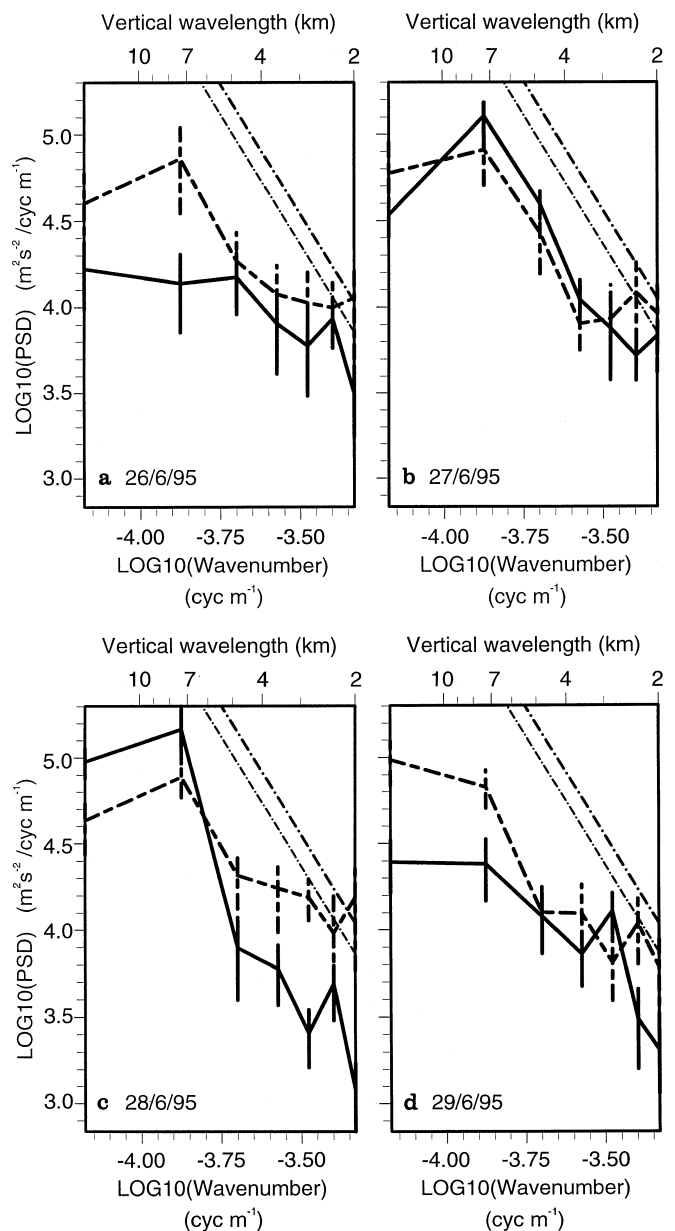 Vertical wavelength (km)
10 7 4 2
Vertical wavelength (km)
10 7 4 2
LOG10(PSD) (m²s⁻² /cyc m⁻¹)
5.0
4.5
4.0
3.5
3.0
a 26/6/95
b 27/6/95
-4.00 -3.75 -3.50
LOG10(Wavenumber)
(cyc m⁻¹)
-4.00 -3.75 -3.50
LOG10(Wavenumber)
(cyc m⁻¹)
Vertical wavelength (km)
10 7 4 2
Vertical wavelength (km)
10 7 4 2
LOG10(PSD) (m²s⁻² /cyc m⁻¹)
5.0
4.5
4.0
3.5
3.0
c 28/6/95
d 29/6/95
-4.00 -3.75 -3.50
LOG10(Wavenumber)
(cyc m⁻¹)
-4.00 -3.75 -3.50
LOG10(Wavenumber)
(cyc m⁻¹)